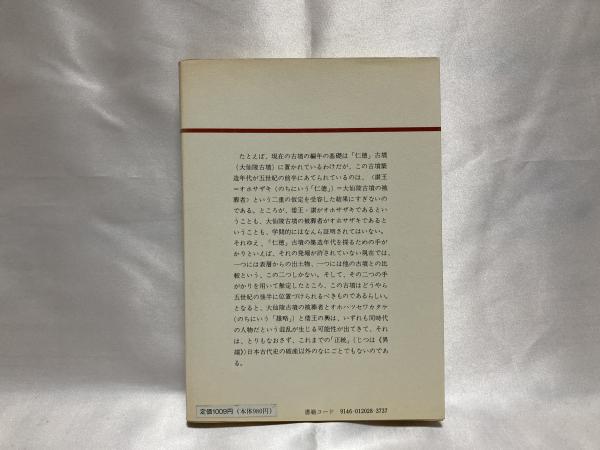 たとえば、現在の古墳の編年の基礎は「仁徳」古墳
(大仙陵古墳)に置かれているわけだが、この古墳築
造年代が五世紀の前半にあてられているのは、〈讃王
＝オホサザキ(のちにいう「仁徳」)＝大仙陵古墳の被
葬者〉という二重の仮定を受容した結果にすぎないの
である。ところが、倭王・讃がオホサザキであるとい
うことも、大仙陵古墳の被葬者がオホサザキであると
いうことも、学問的にはなんら証明されてはいない。
それゆえ、「仁徳」古墳の築造年代を探るための手が
かりといえば、それの発掘が許されていない現在では、
一つには表層からの出土物、一つには他の古墳との比
較という、この二つしかない。そして、その二つの手
がかりを用いて推定したところ、この古墳はどうやら
五世紀の後半に位置づけられるべきものであるらしい。
となると、大仙陵古墳の被葬者とオホハツセワカタケ
(のちにいう「雄略」)と倭王の興は、いずれも同時代
の人物だという混乱が生じる可能性が出てきて、それ
は、とりもなおさず、これまでの「正統」(じつは《異
端》)日本古代史の破産以外のなにごとでもないのであ
る。
定価1009円(本体980円)
書籍コード 9146-012028-3737